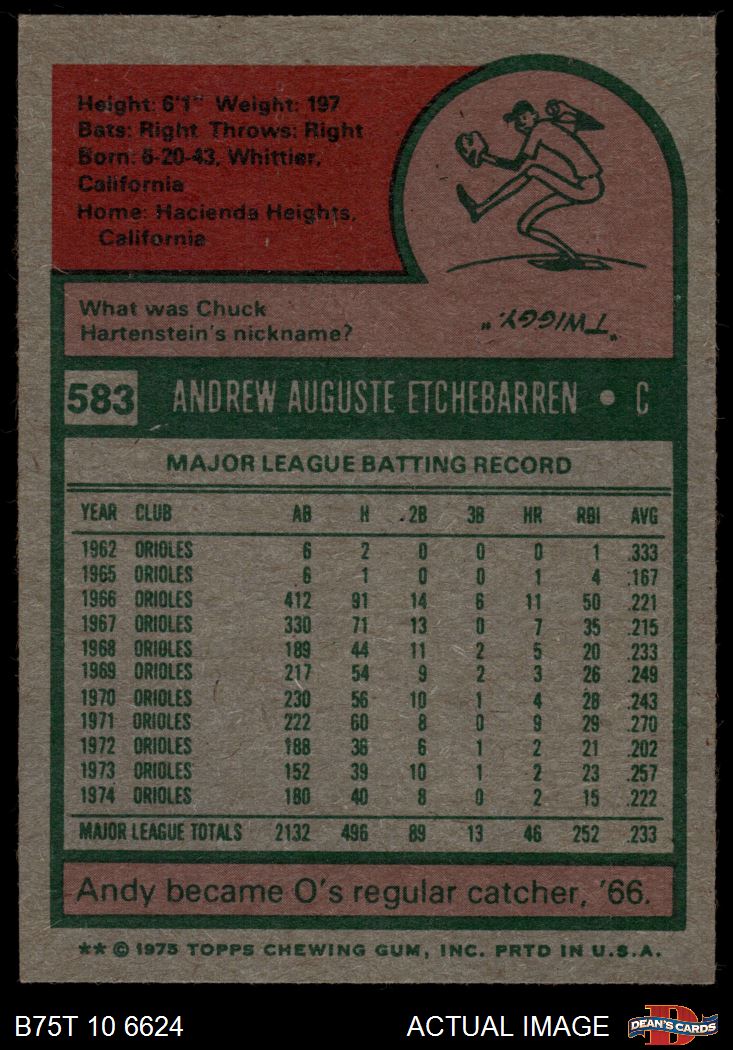 Height: 6'1" Weight: 197
Bats: Right Throws: Right
Born: 6-20-43, Whittier,
California
Home: Hacienda Heights,
California
What was Chuck
Hartenstein's nickname?
"TWIGGY."
583 ANDREW AUGUSTE ETCHEBARREN • C
MAJOR LEAGUE BATTING RECORD
YEAR CLUB AB H 2B 3B HR RBI AVG
1962 ORIOLES 6 2 0 0 0 1 .333
1965 ORIOLES 6 1 0 0 1 4 .167
1966 ORIOLES 412 91 14 6 11 50 .221
1967 ORIOLES 330 71 13 0 7 35 .215
1968 ORIOLES 189 44 11 2 5 20 .233
1969 ORIOLES 217 54 9 2 3 26 .249
1970 ORIOLES 230 56 10 1 4 28 .243
1971 ORIOLES 222 60 8 0 9 29 .270
1972 ORIOLES 188 38 6 1 2 21 .202
1973 ORIOLES 152 39 10 1 2 23 .257
1974 ORIOLES 180 40 8 0 2 15 .222
MAJOR LEAGUE TOTALS 2132 496 89 13 46 252 .233
Andy became O's regular catcher, '66.
** © 1975 TOPPS CHEWING GUM, INC. PRTD IN U.S.A.
B75T 10 6624 ACTUAL IMAGE DEAN'S CARDS